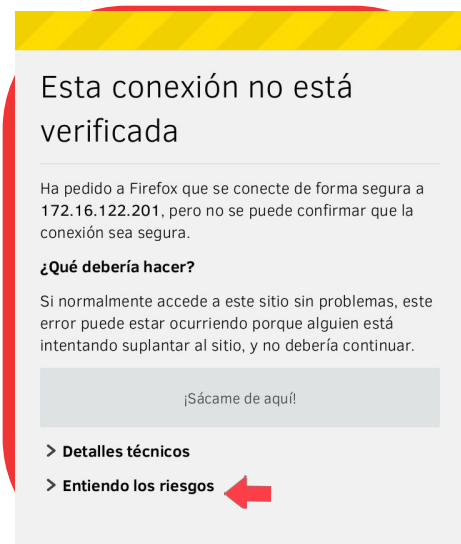 Esta conexión no está
verificada
Ha pedido a Firefox que se conecte de forma segura a
172.16.122.201, pero no se puede confirmar que la
conexión sea segura.
¿Qué debería hacer?
Si normalmente accede a este sitio sin problemas, este
error puede estar ocurriendo porque alguien está
intentando suplantar al sitio, y no debería continuar.
¡Sácame de aquí!
Detalles técnicos
Entiendo los riesgos